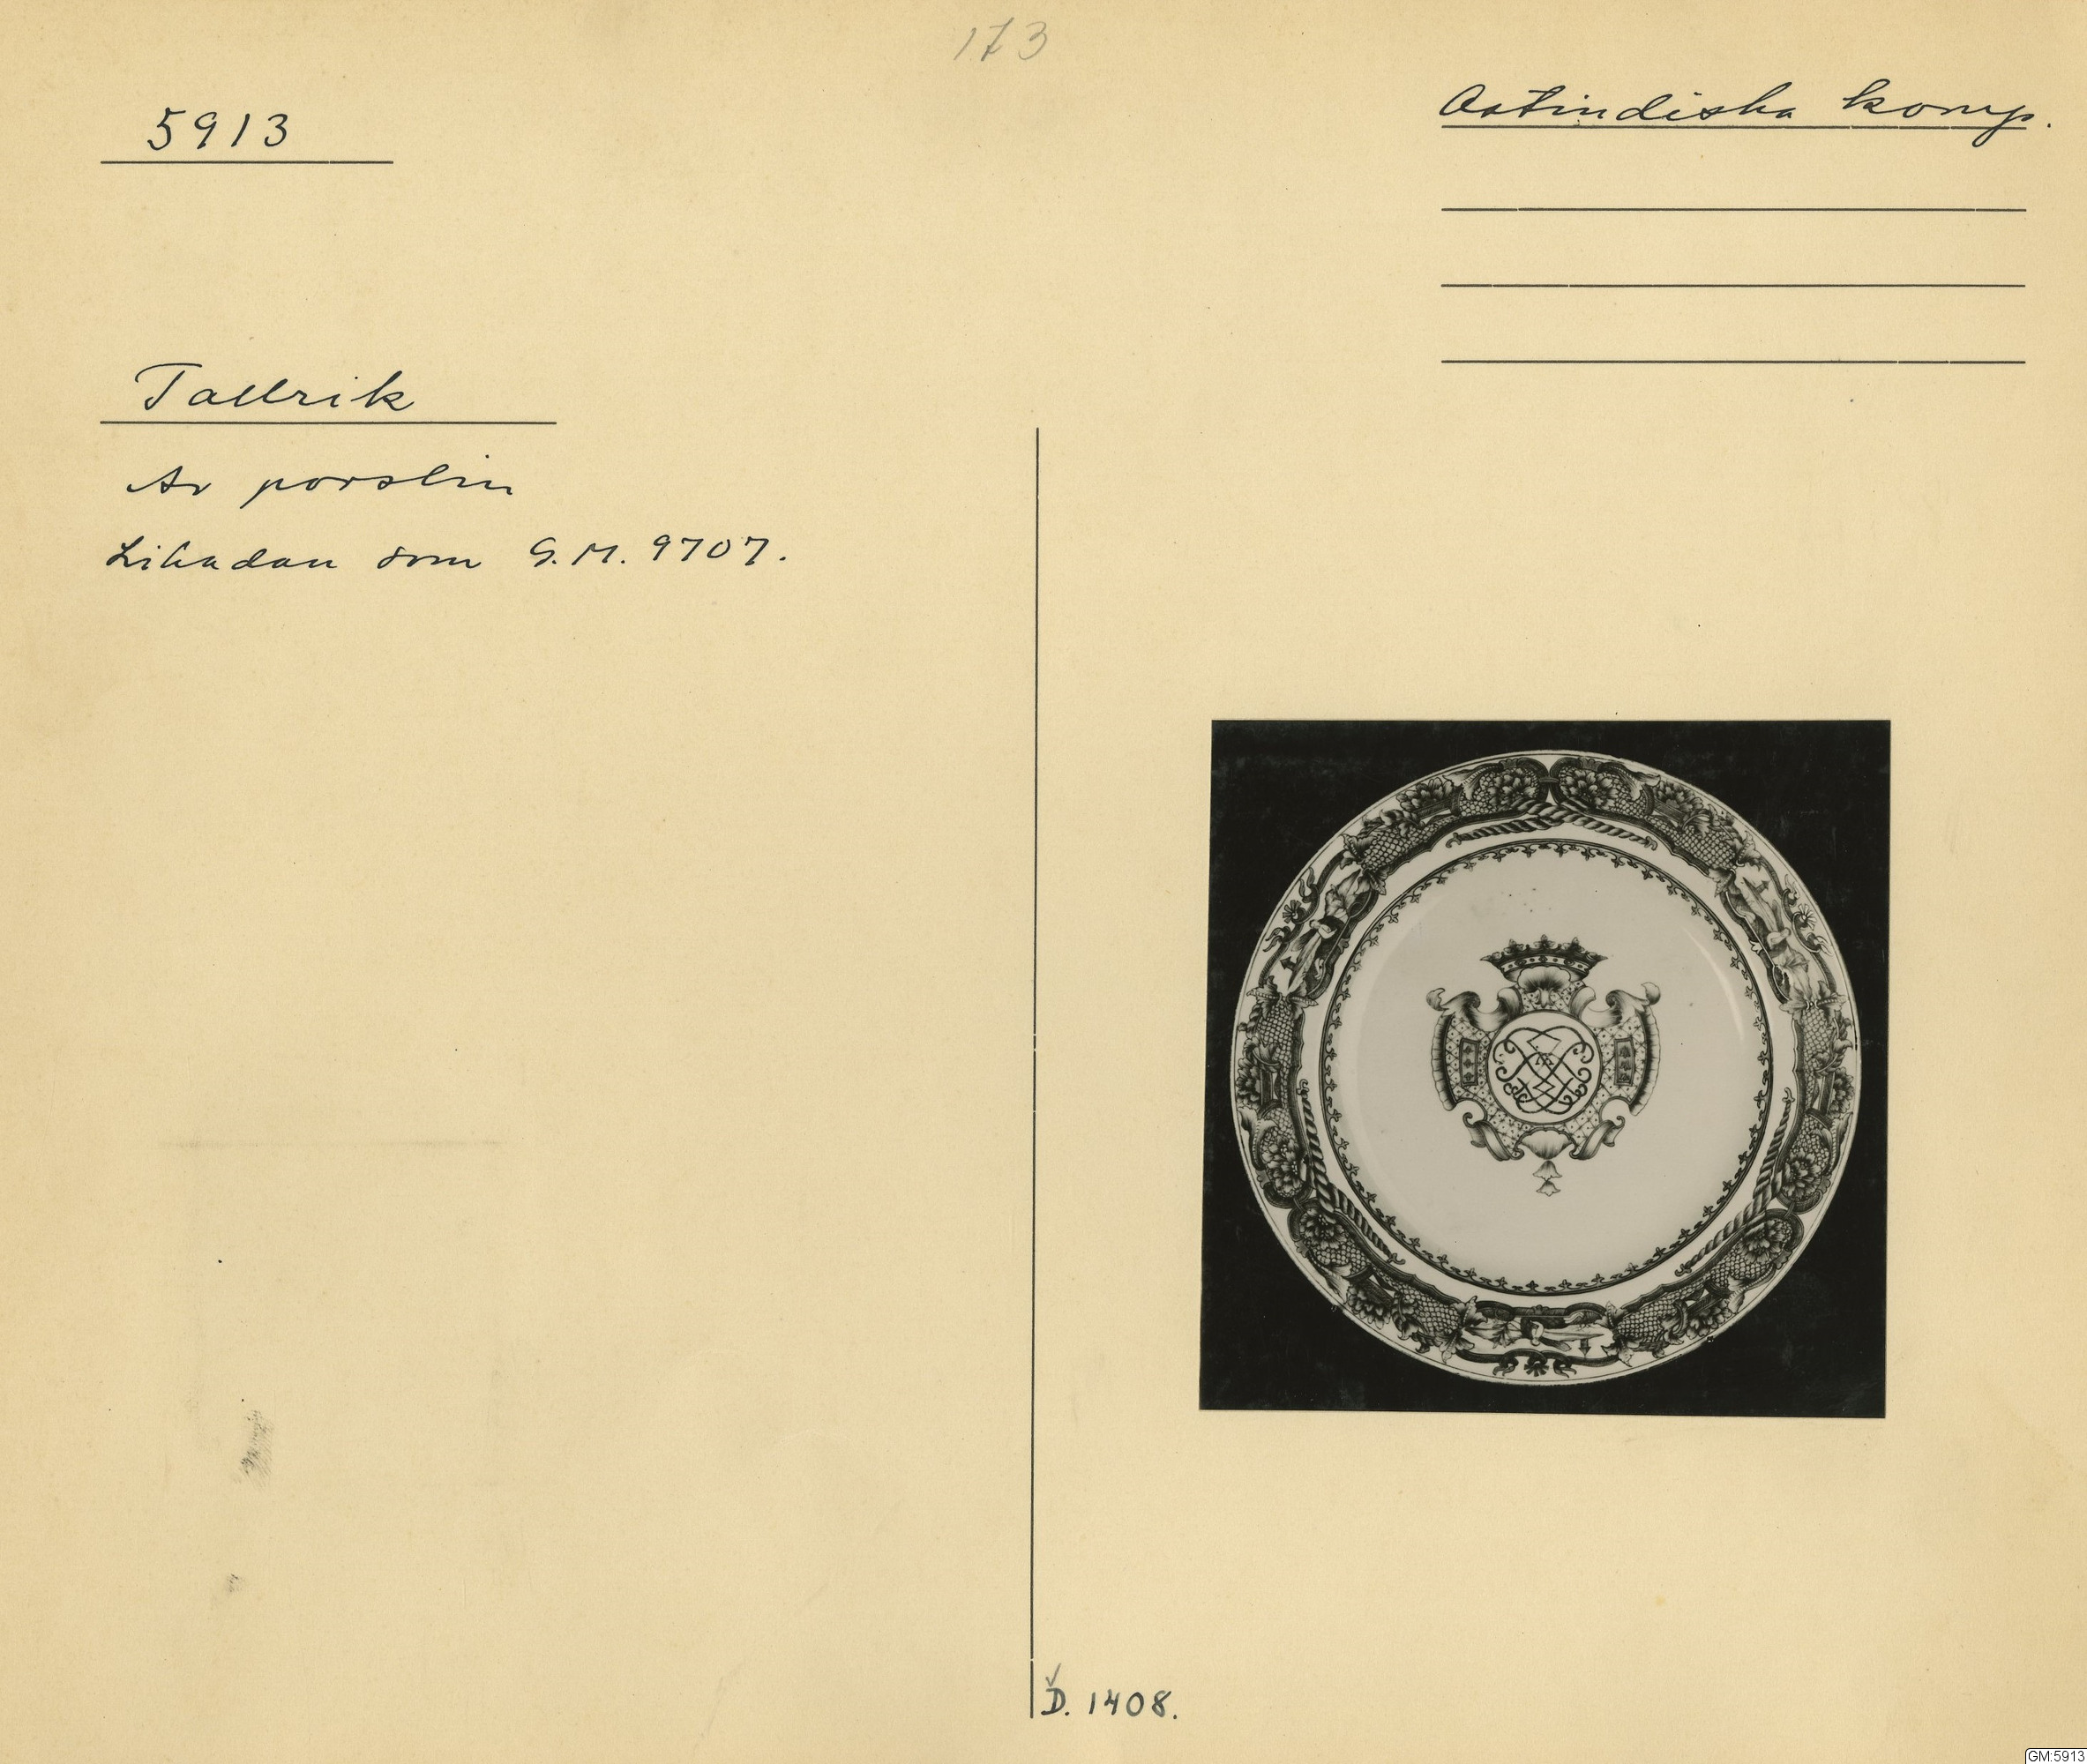 173
5913
Ostindiska komp.
Tallrik
Av porslin
Likadan som G.M. 9707.
D. 1408.
GM:5913